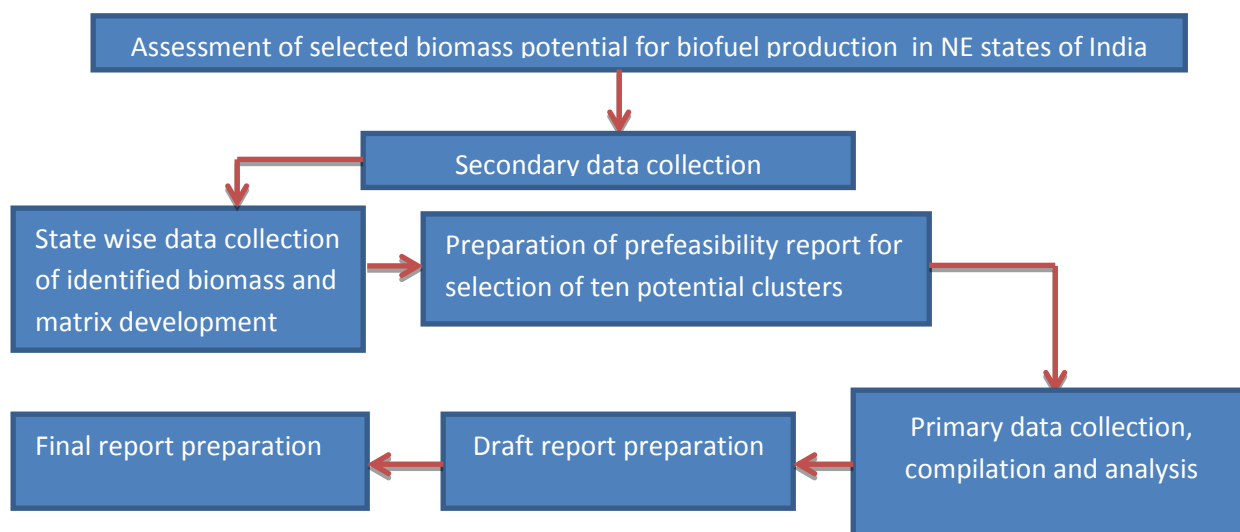 Assessment of selected biomass potential for biofuel production in NE states of India
Secondary data collection
State wise data collection
of identified biomass and
matrix development
Preparation of prefeasibility report for
selection of ten potential clusters
Primary data collection,
compilation and analysis
Draft report preparation
Final report preparation